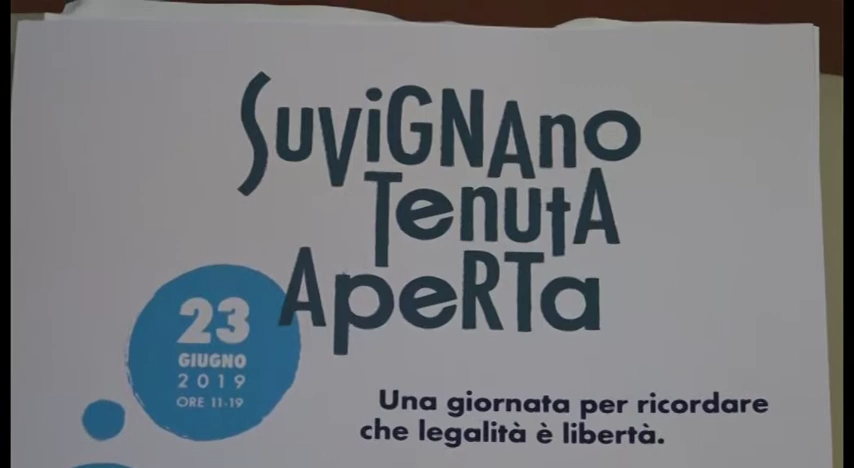 SuViGNAno
TenutA
ApeRTa
23
GIUGNO
2019
ORE 11-19
Una giornata per ricordare
che legalità è libertà.